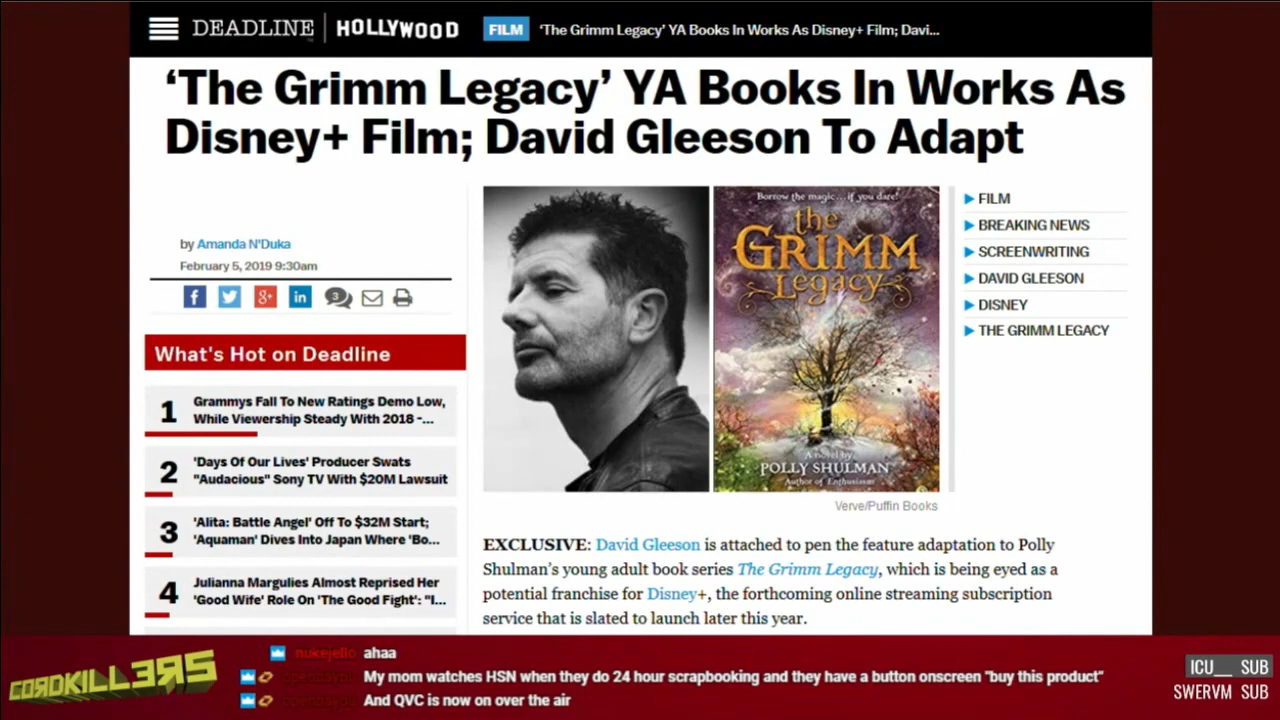 DEADLINE HOLLYWOOD FILM ‘The Grimm Legacy’ YA Books In Works As Disney+ Film; Davi...
‘The Grimm Legacy’ YA Books In Works As
Disney+ Film; David Gleeson To Adapt
by Amanda N'Duka
February 5, 2019 9:30am
3
What's Hot on Deadline
1 Grammys Fall To New Ratings Demo Low,
While Viewership Steady With 2018 -...
2 'Days Of Our Lives' Producer Swats
"Audacious" Sony TV With $20M Lawsuit
3 'Alita: Battle Angel' Off To $32M Start;
'Aquaman' Dives Into Japan Where 'Bo...
4 Julianna Margulies Almost Reprised Her
'Good Wife' Role On 'The Good Fight': "I...
Borrow the magic...if you dare!
the
GRIMM
Legacy
A novel by
POLLY SHULMAN
Author of Enthusiasm
Verve/Puffin Books
FILM
BREAKING NEWS
SCREENWRITING
DAVID GLEESON
DISNEY
THE GRIMM LEGACY
EXCLUSIVE: David Gleeson is attached to pen the feature adaptation to Polly
Shulman’s young adult book series The Grimm Legacy, which is being eyed as a
potential franchise for Disney+, the forthcoming online streaming subscription
service that is slated to launch later this year.
CORDKILLERS
nukejello ahaa
My mom watches HSN when they do 24 hour scrapbooking and they have a button onscreen "buy this product"
And QVC is now on over the air
ICU__ SUB
SWERVM SUB